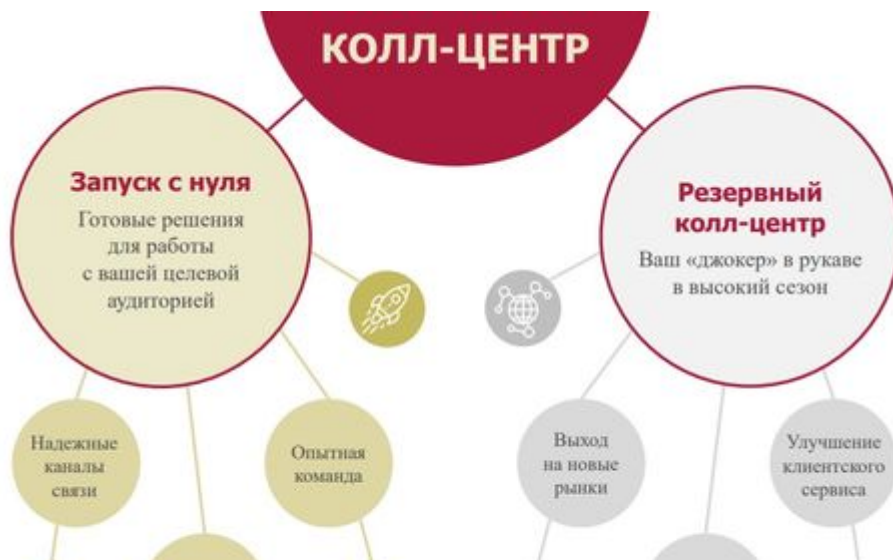 КОЛЛ-ЦЕНТР
Запуск с нуля
Готовые решения
для работы
с вашей целевой
аудиторией
Резервный
колл-центр
Ваш «джокер» в рукаве
в высокий сезон
Надежные
каналы
связи
Опытная
команда
Выход
на новые
рынки
Улучшение
клиентского
сервиса